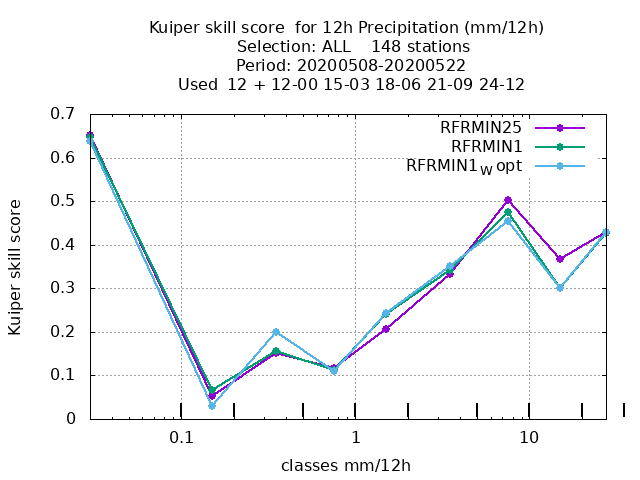 Kuiper skill score  for 12h Precipitation (mm/12h)
Selection: ALL    148 stations
Period: 20200508-20200522
Used  12 + 12-00 15-03 18-06 21-09 24-12
RFRMIN25
RFRMIN1
RFRMIN1W opt
Kuiper skill score
0.7
0.6
0.5
0.4
0.3
0.2
0.1
0
0.1
1
10
classes mm/12h